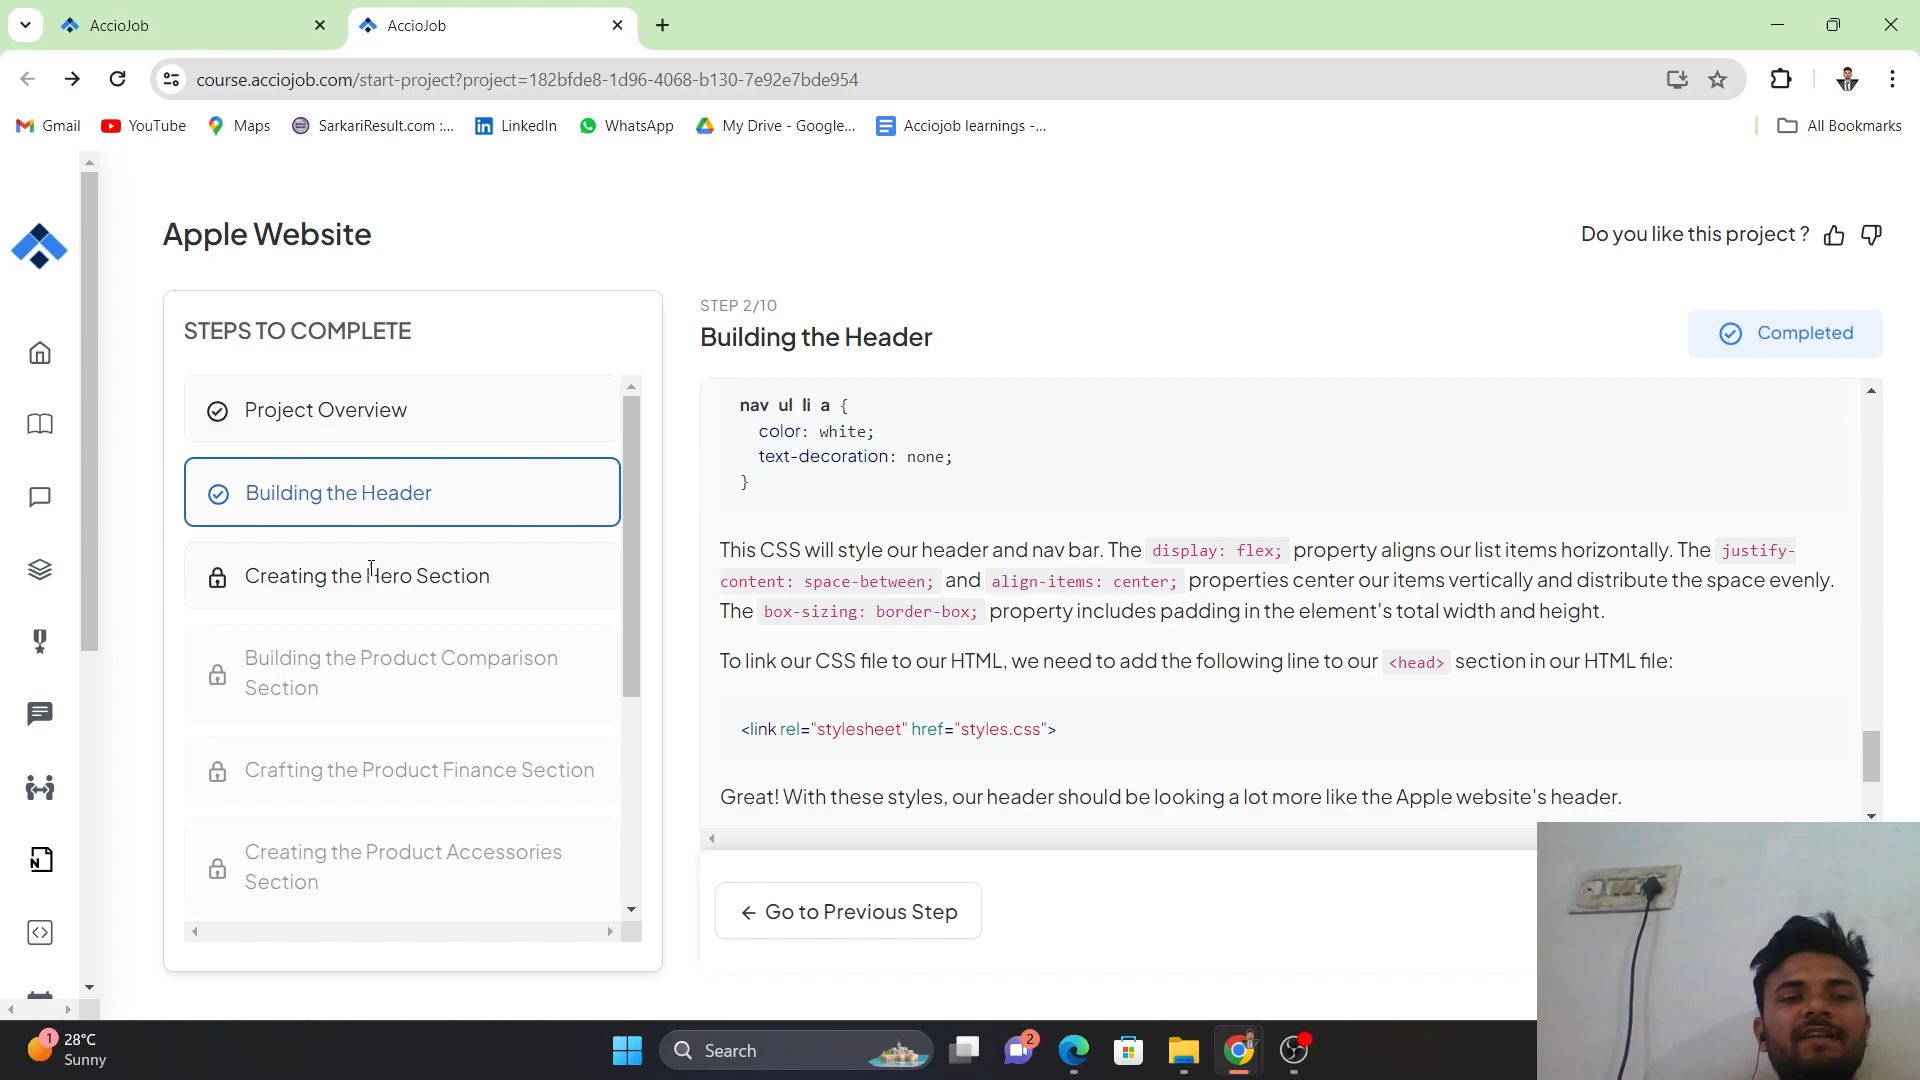 AccioJob
AccioJob
course.acciojob.com/start-project?project=182bfde8-1d96-4068-b130-7e92e7bde954
Gmail
YouTube
Maps
SarkariResult.com :...
LinkedIn
WhatsApp
My Drive - Google...
Acciojob learnings -...
All Bookmarks
Apple Website
Do you like this project ?
STEPS TO COMPLETE
Project Overview
Building the Header
Creating the Hero Section
Building the Product Comparison
Section
Crafting the Product Finance Section
Creating the Product Accessories
Section
STEP 2/10
Building the Header
Completed
nav ul li a {
color: white;
text-decoration: none;
}
This CSS will style our header and nav bar. The display: flex; property aligns our list items horizontally. The justify-
content: space-between; and align-items: center; properties center our items vertically and distribute the space evenly.
The box-sizing: border-box; property includes padding in the element's total width and height.
To link our CSS file to our HTML, we need to add the following line to our <head> section in our HTML file:
<link rel="stylesheet" href="styles.css">
Great! With these styles, our header should be looking a lot more like the Apple website's header.
← Go to Previous Step
N
1
28°C
Sunny
Search
2